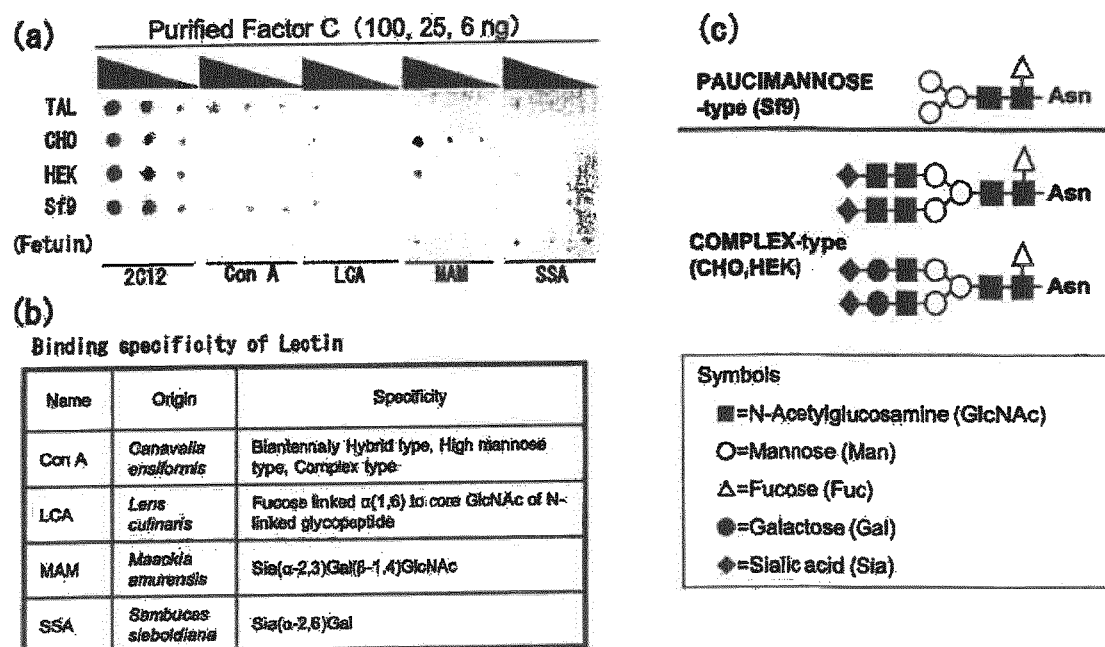 (a)
Purified Factor C (100, 25, 6 ng)
TAL
CHO
HEK
Sf9
(Fetuin)
2C12 Con A LCA MAM SSA
(b)
Binding specificity of Lectin
Name Origin Specificity
Con A Canavalia ensiformis Biantennaly Hybrid type, High mannose
type, Complex type
LCA Lens culinaris Fucose linked α(1,6) to core GlcNAc of N-
linked glycopeptide
MAM Maackia amurensis Sia(α-2,3)Gal(β-1,4)GlcNAc
SSA Sambucas sieboldiana Sia(α-2,6)Gal
(c)
PAUCIMANNOSE
-type (Sf9)
Asn
COMPLEX-type
(CHO,HEK)
Asn
Asn
Symbols
=N-Acetylglucosamine (GlcNAc)
=Mannose (Man)
=Fucose (Fuc)
=Galactose (Gal)
=Sialic acid (Sia)